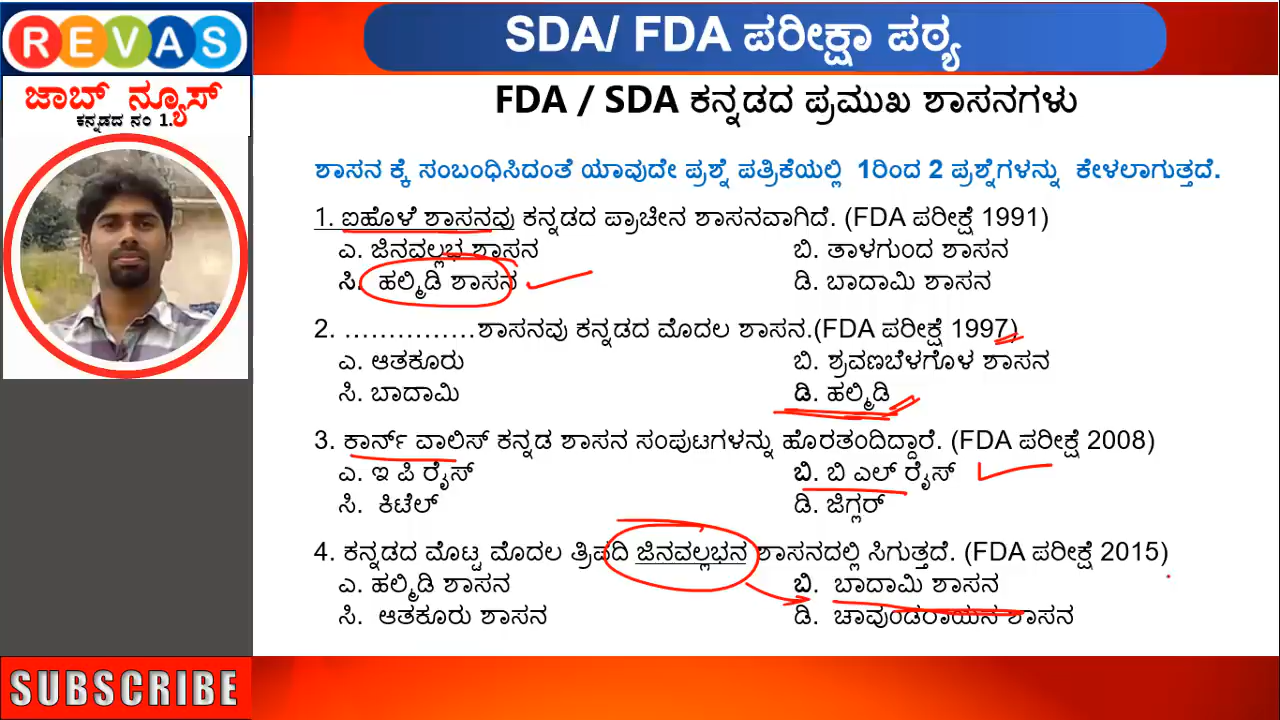 REVAS
SDA/ FDA ಪರೀಕ್ಷಾ ಪಠ್ಯ
ಜಾಬ್ ನ್ಯೂಸ್
ಕನ್ನಡದ ನಂ 1.
FDA / SDA ಕನ್ನಡದ ಪ್ರಮುಖ ಶಾಸನಗಳು
ಶಾಸನ ಕ್ಕೆ ಸಂಬಂಧಿಸಿದಂತೆ ಯಾವುದೇ ಪ್ರಶ್ನೆ ಪತ್ರಿಕೆಯಲ್ಲಿ 1ರಿಂದ 2 ಪ್ರಶ್ನೆಗಳನ್ನು ಕೇಳಲಾಗುತ್ತದೆ.
1. ಐಹೊಳೆ ಶಾಸನವು ಕನ್ನಡದ ಪ್ರಾಚೀನ ಶಾಸನವಾಗಿದೆ. (FDA ಪರೀಕ್ಷೆ 1991)
ಎ. ಜಿನವಲ್ಲಭ ಶಾಸನ ಬಿ. ತಾಳಗುಂದ ಶಾಸನ
ಸಿ. ಹಲ್ಮಿಡಿ ಶಾಸನ ಡಿ. ಬಾದಾಮಿ ಶಾಸನ
2. ...............ಶಾಸನವು ಕನ್ನಡದ ಮೊದಲ ಶಾಸನ.(FDA ಪರೀಕ್ಷೆ 1997)
ಎ. ಆತಕೂರು ಬಿ. ಶ್ರವಣಬೆಳಗೊಳ ಶಾಸನ
ಸಿ. ಬಾದಾಮಿ ಡಿ. ಹಲ್ಮಿಡಿ
3. ಕಾರ್ನ್ ವಾಲಿಸ್ ಕನ್ನಡ ಶಾಸನ ಸಂಪುಟಗಳನ್ನು ಹೊರತಂದಿದ್ದಾರೆ. (FDA ಪರೀಕ್ಷೆ 2008)
ಎ. ಇ ಪಿ ರೈಸ್ ಬಿ. ಬಿ ಎಲ್ ರೈಸ್
ಸಿ. ಕಿಟೆಲ್ ಡಿ. ಜಿಗ್ಲರ್
4. ಕನ್ನಡದ ಮೊಟ್ಟ ಮೊದಲ ತ್ರಿಪದಿ ಜಿನವಲ್ಲಭನ ಶಾಸನದಲ್ಲಿ ಸಿಗುತ್ತದೆ. (FDA ಪರೀಕ್ಷೆ 2015)
ಎ. ಹಲ್ಮಿಡಿ ಶಾಸನ ಬಿ. ಬಾದಾಮಿ ಶಾಸನ
ಸಿ. ಆತಕೂರು ಶಾಸನ ಡಿ. ಚಾವುಂಡರಾಯನ ಶಾಸನ
SUBSCRIBE